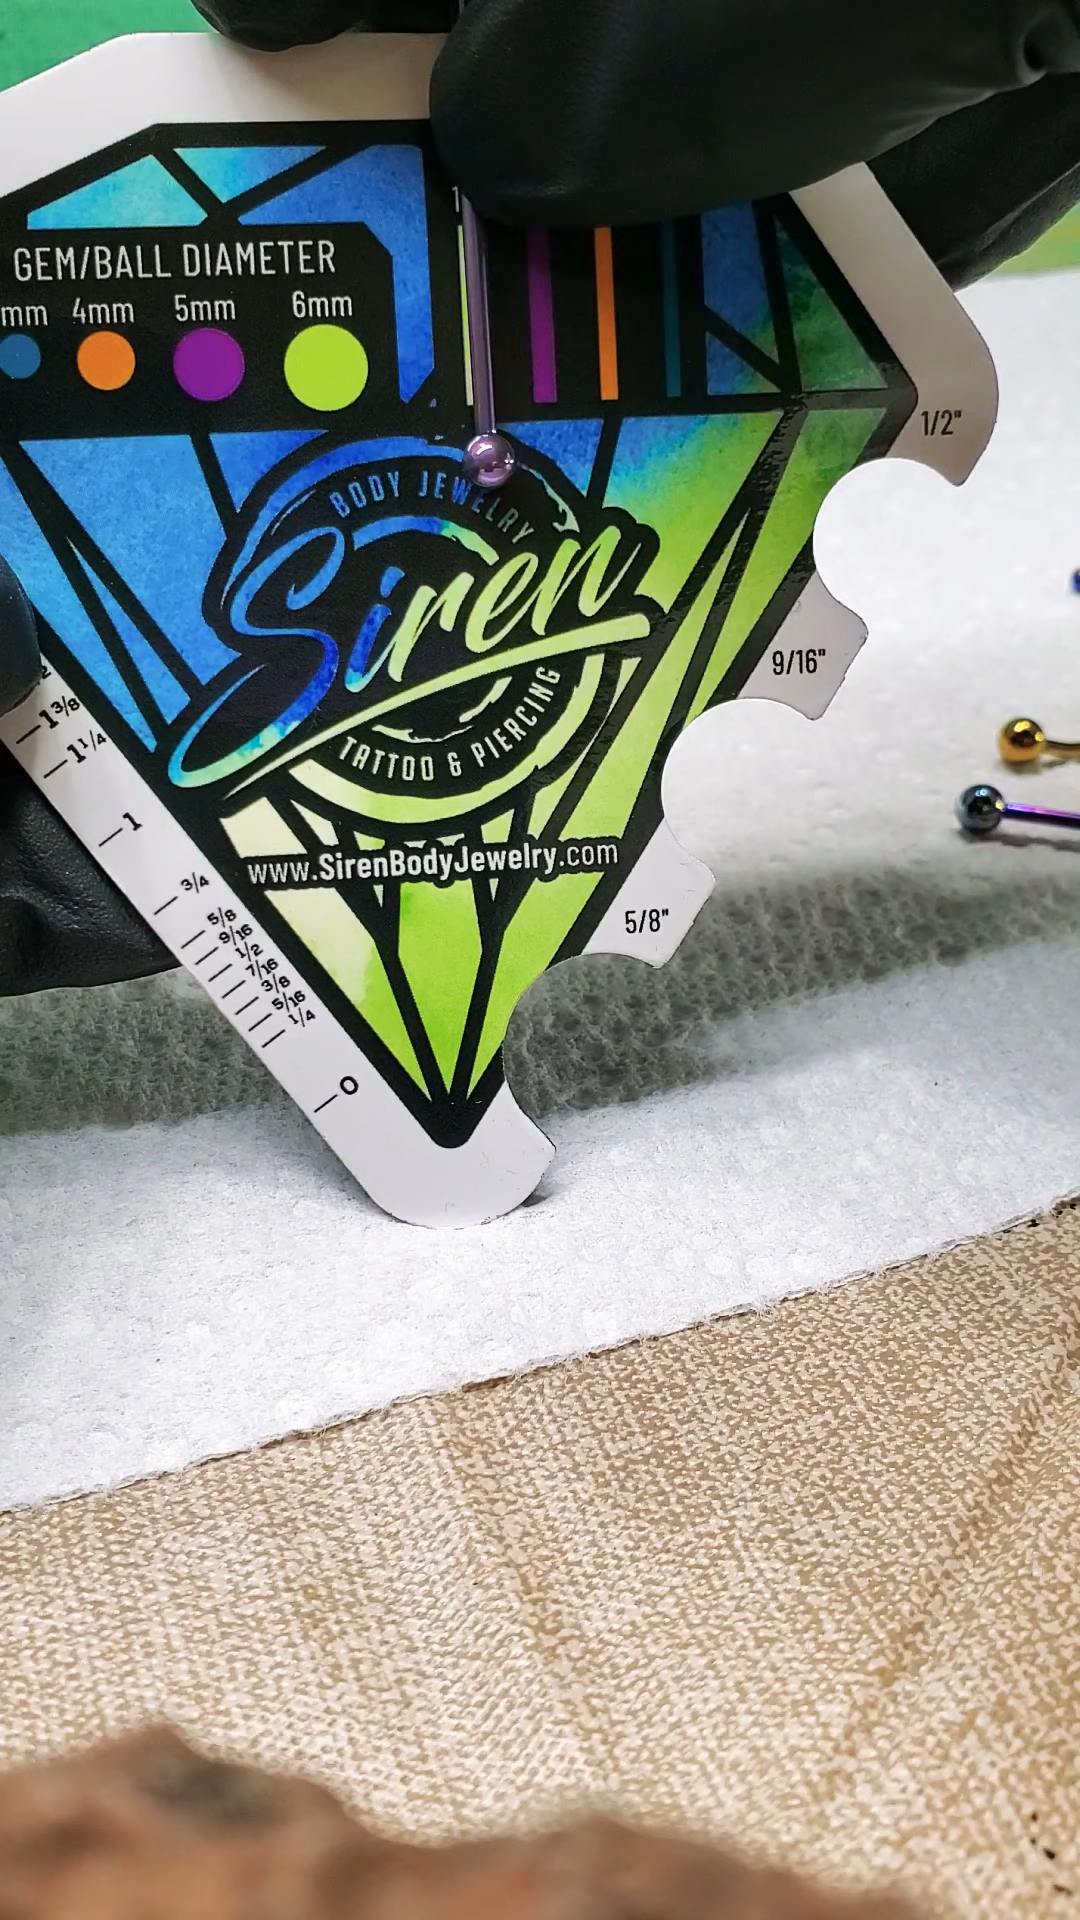 GEM/BALL DIAMETER
mm 4mm 5mm 6mm
1/2"
BODY JEWELRY
Siren
TATTOO & PIERCING
9/16"
www.SirenBodyJewelry.com
5/8"
1 3/8
1 1/4
1
3/4
5/8
9/16
1/2
7/16
3/8
5/16
1/4
0